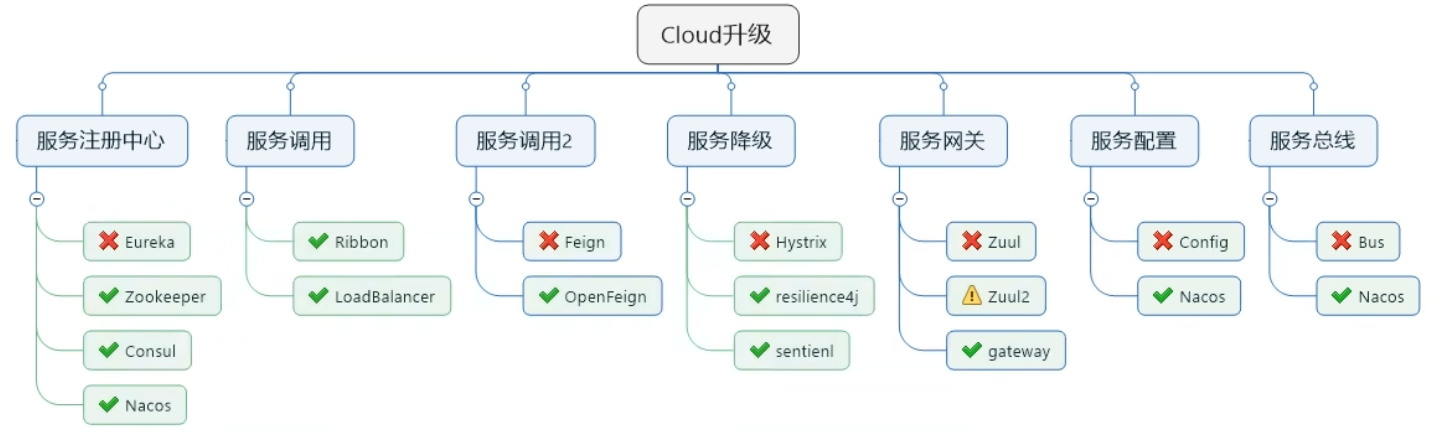 Cloud升级
服务注册中心
服务调用
服务调用2
服务降级
服务网关
服务配置
服务总线
Eureka
Zookeeper
Consul
Nacos
Ribbon
LoadBalancer
Feign
OpenFeign
Hystrix
resilience4j
sentienl
Zuul
Zuul2
gateway
Config
Nacos
Bus
Nacos